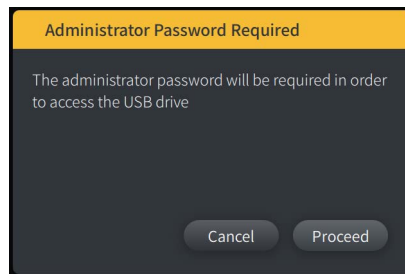 Administrator Password Required
The administrator password will be required in order
to access the USB drive
Cancel Proceed